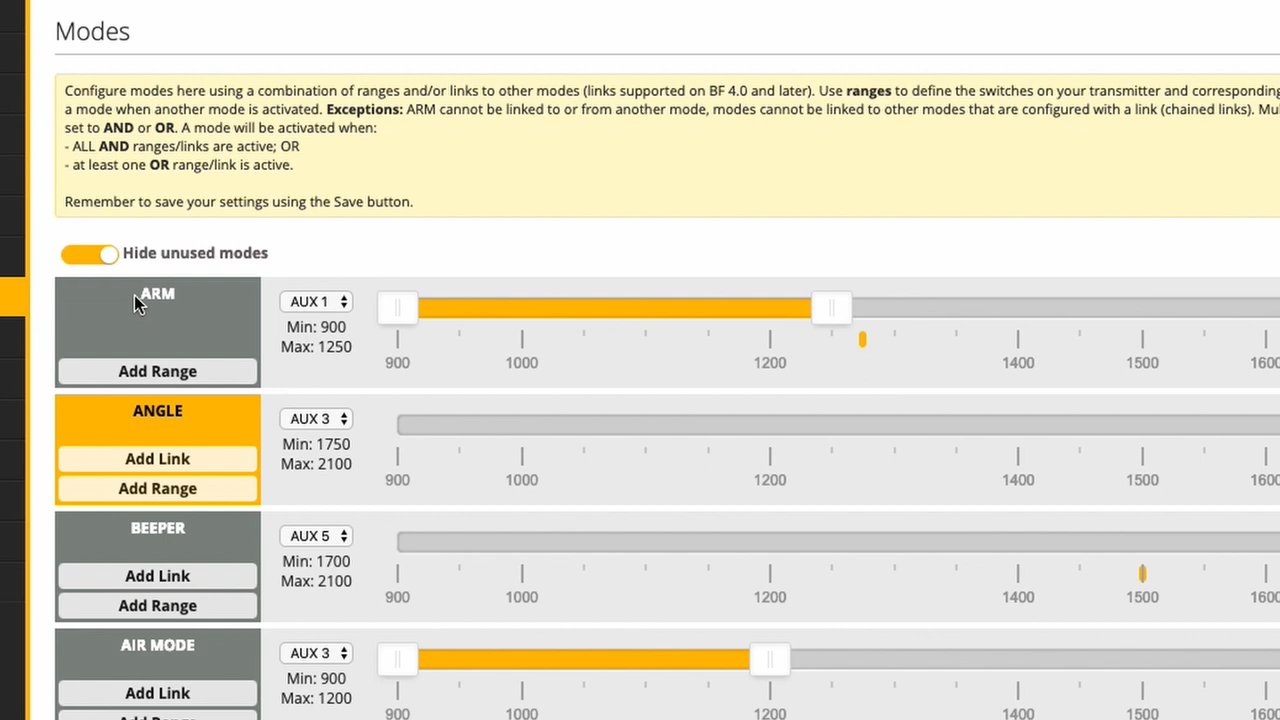 Modes
Configure modes here using a combination of ranges and/or links to other modes (links supported on BF 4.0 and later). Use ranges to define the switches on your transmitter and corresponding
a mode when another mode is activated. Exceptions: ARM cannot be linked to or from another mode, modes cannot be linked to other modes that are configured with a link (chained links). Mu
set to AND or OR. A mode will be activated when:
- ALL AND ranges/links are active; OR
- at least one OR range/link is active.
Remember to save your settings using the Save button.
Hide unused modes
ARM
Add Range
AUX 1
Min: 900
Max: 1250
900 1000 1200 1400 1500 1600
ANGLE
Add Link
Add Range
AUX 3
Min: 1750
Max: 2100
900 1000 1200 1400 1500 1600
BEEPER
Add Link
Add Range
AUX 5
Min: 1700
Max: 2100
900 1000 1200 1400 1500 1600
AIR MODE
Add Link
Add Range
AUX 3
Min: 900
Max: 1200
900 1000 1200 1400 1500 1600